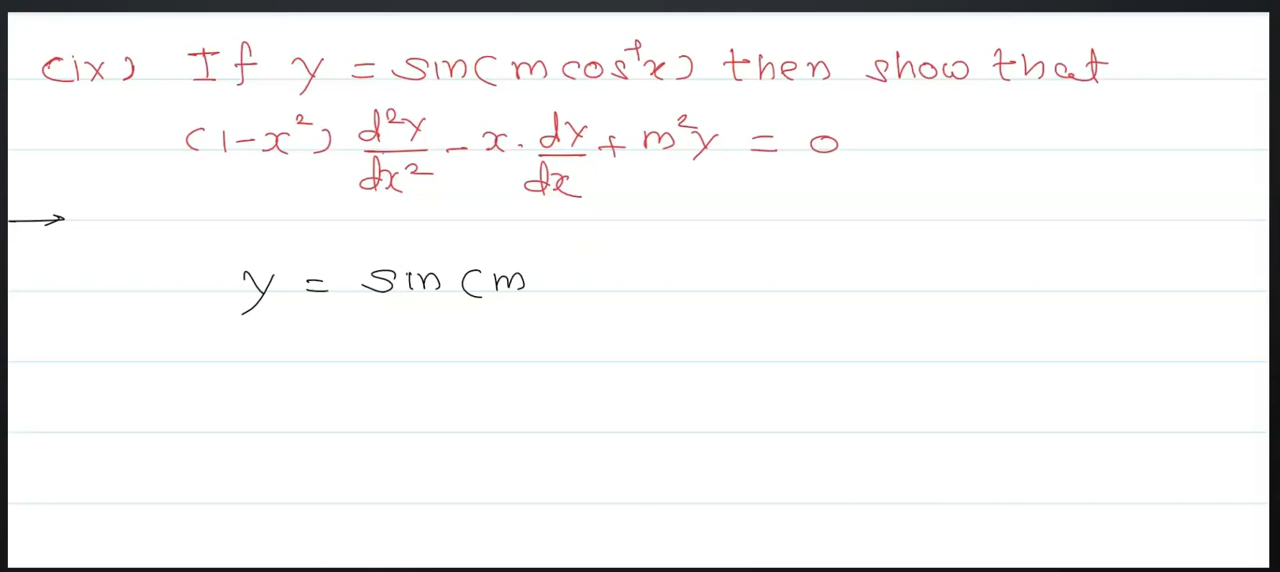 (ix) If y = sin(m cos⁻¹x) then show that
(1-x²) d²y/dx² - x. dy/dx + m²y = 0
y = sin (m